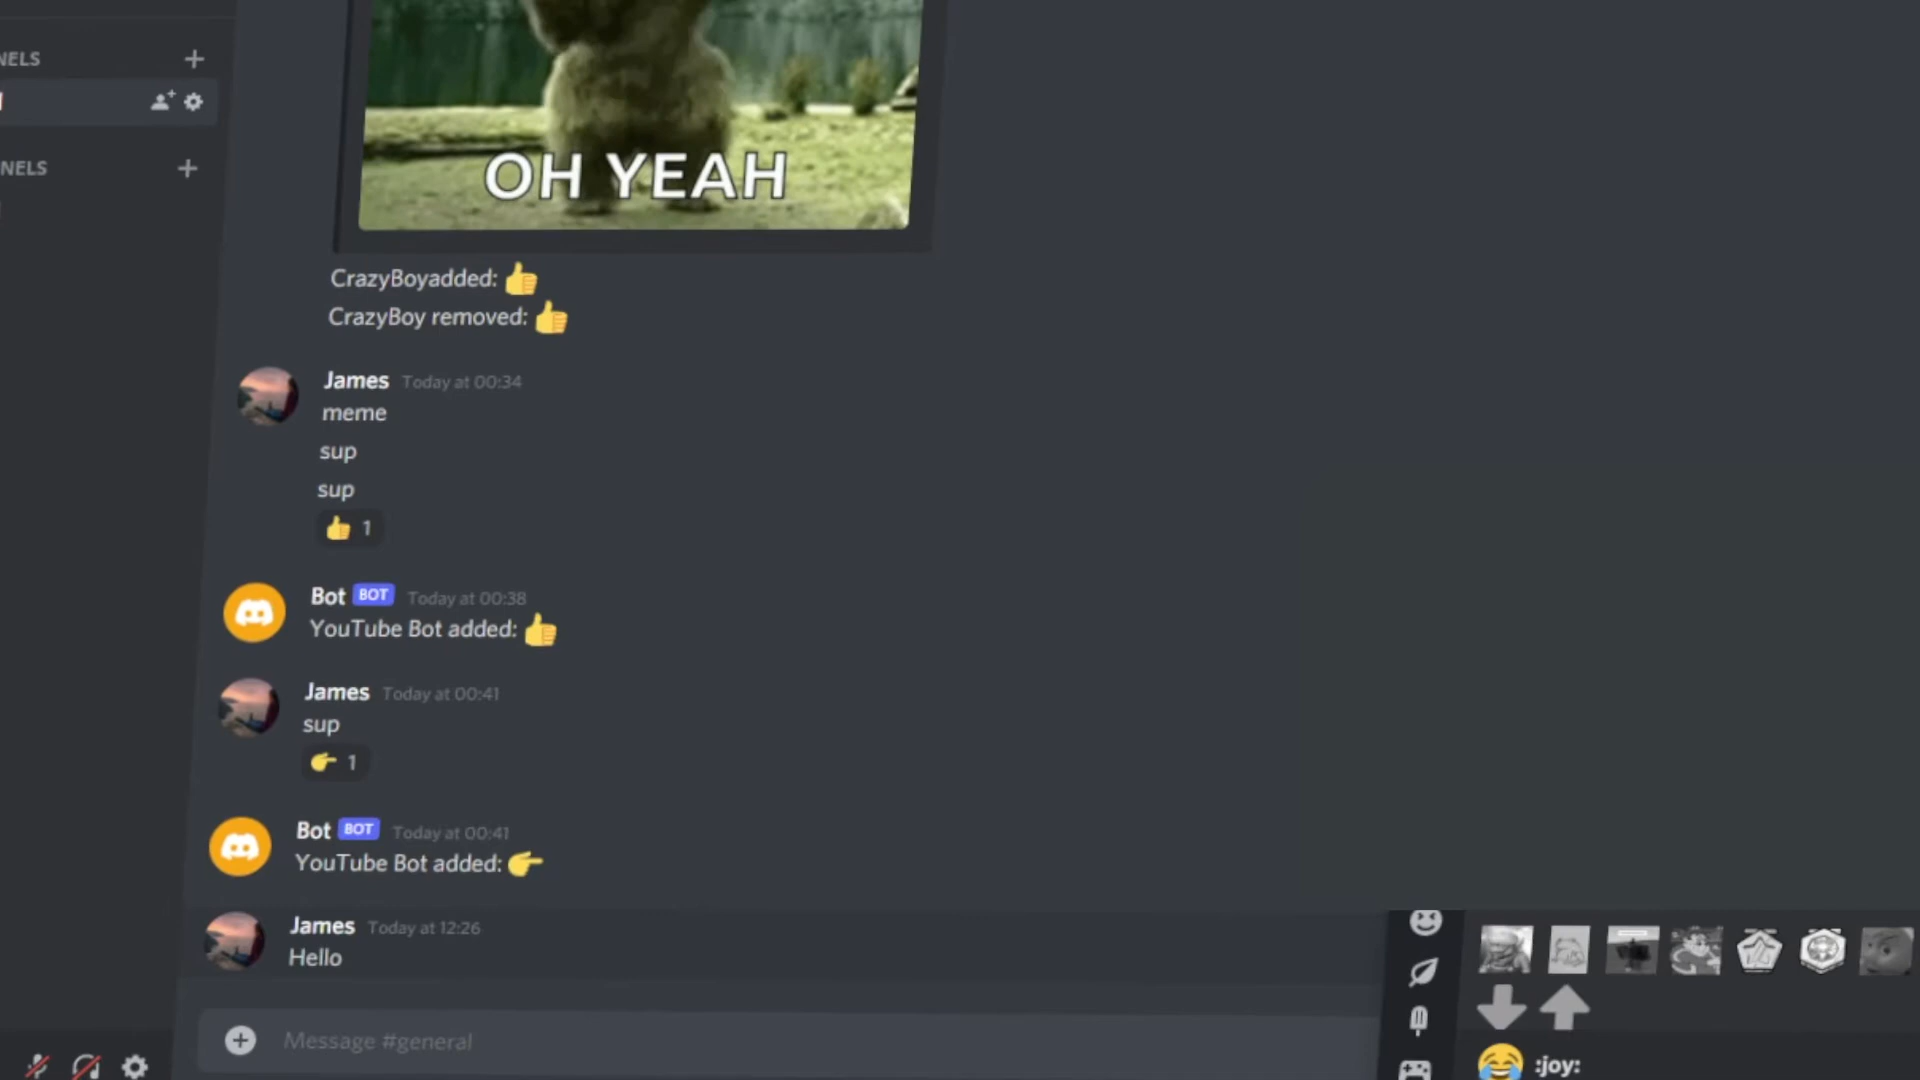 NELS
OH YEAH
NELS
CrazyBoyadded:
CrazyBoy removed:
James Today at 00:34
meme
sup
sup
1
Bot BOT Today at 00:38
YouTube Bot added:
James Today at 00:41
sup
1
Bot BOT Today at 00:41
YouTube Bot added:
James Today at 12:26
Hello
Message #general
:joy: